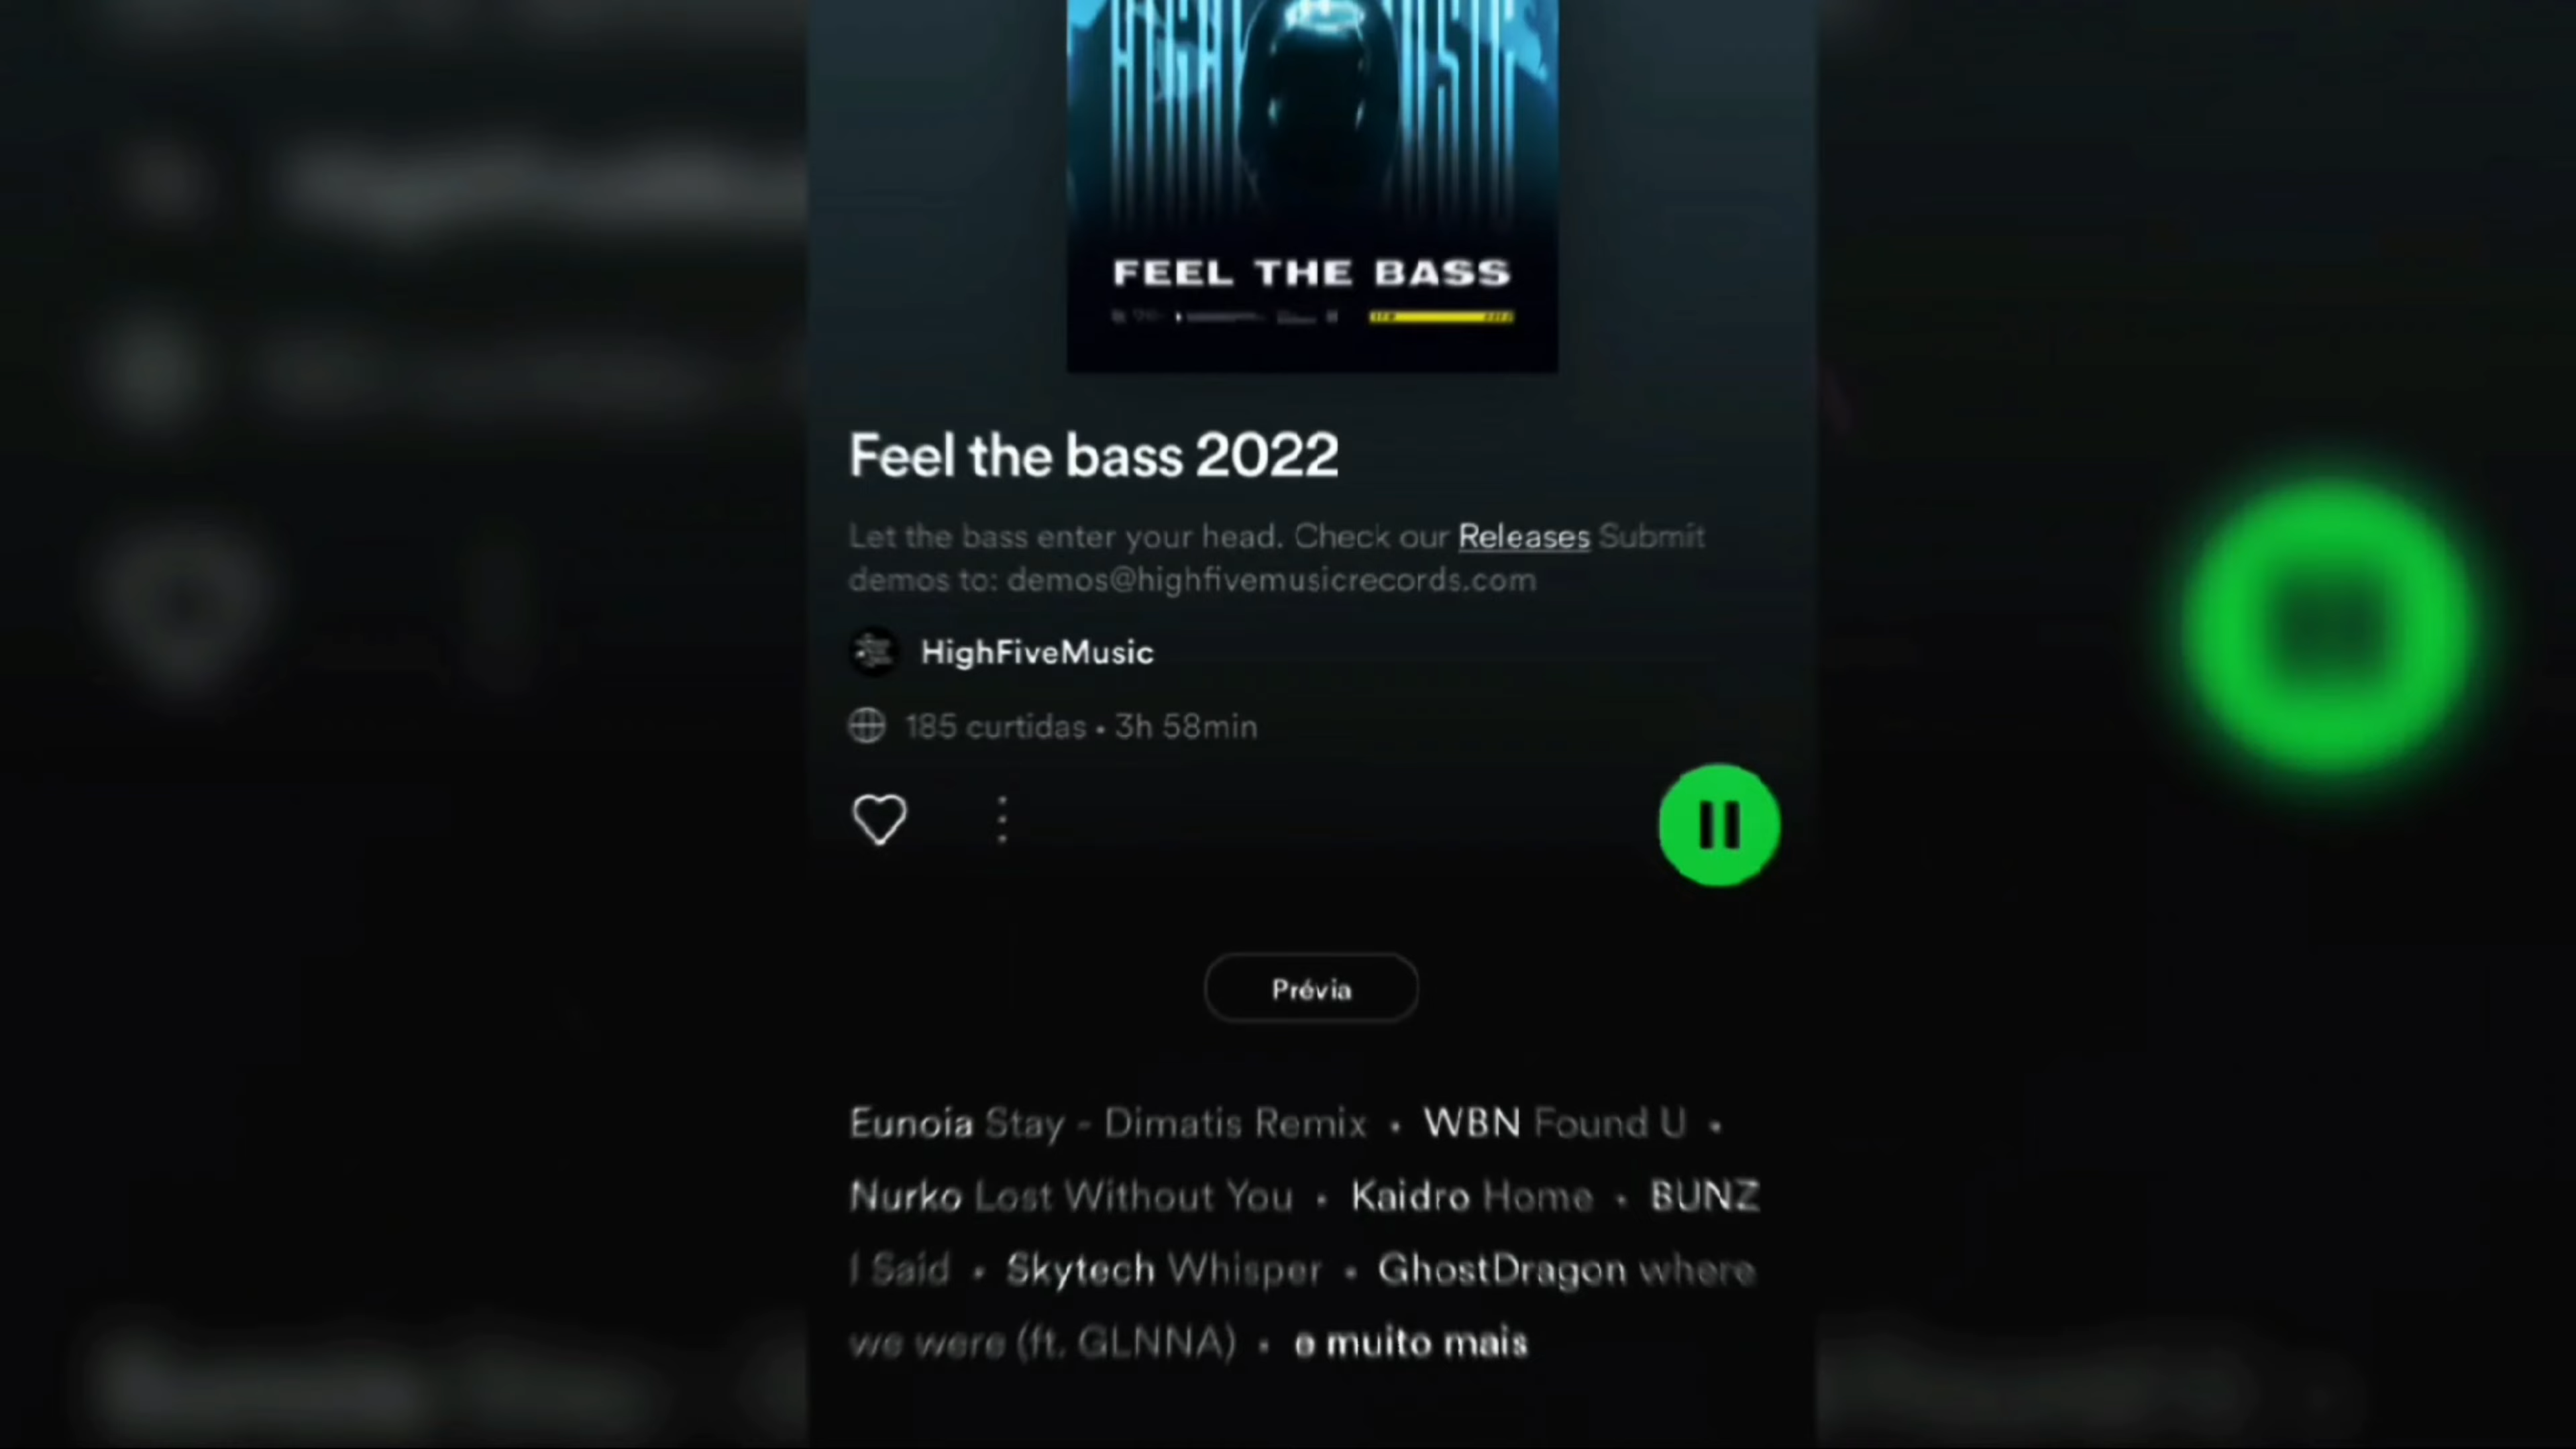 FEEL THE BASS
Feel the bass 2022
Let the bass enter your head. Check our Releases Submit
demos to: demos@highfivemusicrecords.com
HighFiveMusic
185 curtidas • 3h 58min
Prévia
Eunoia Stay - Dimatis Remix • WBN Found U •
Nurko Lost Without You • Kaidro Home • BUNZ
I Said • Skytech Whisper • GhostDragon where
we were (ft. GLNNA) • e muito mais